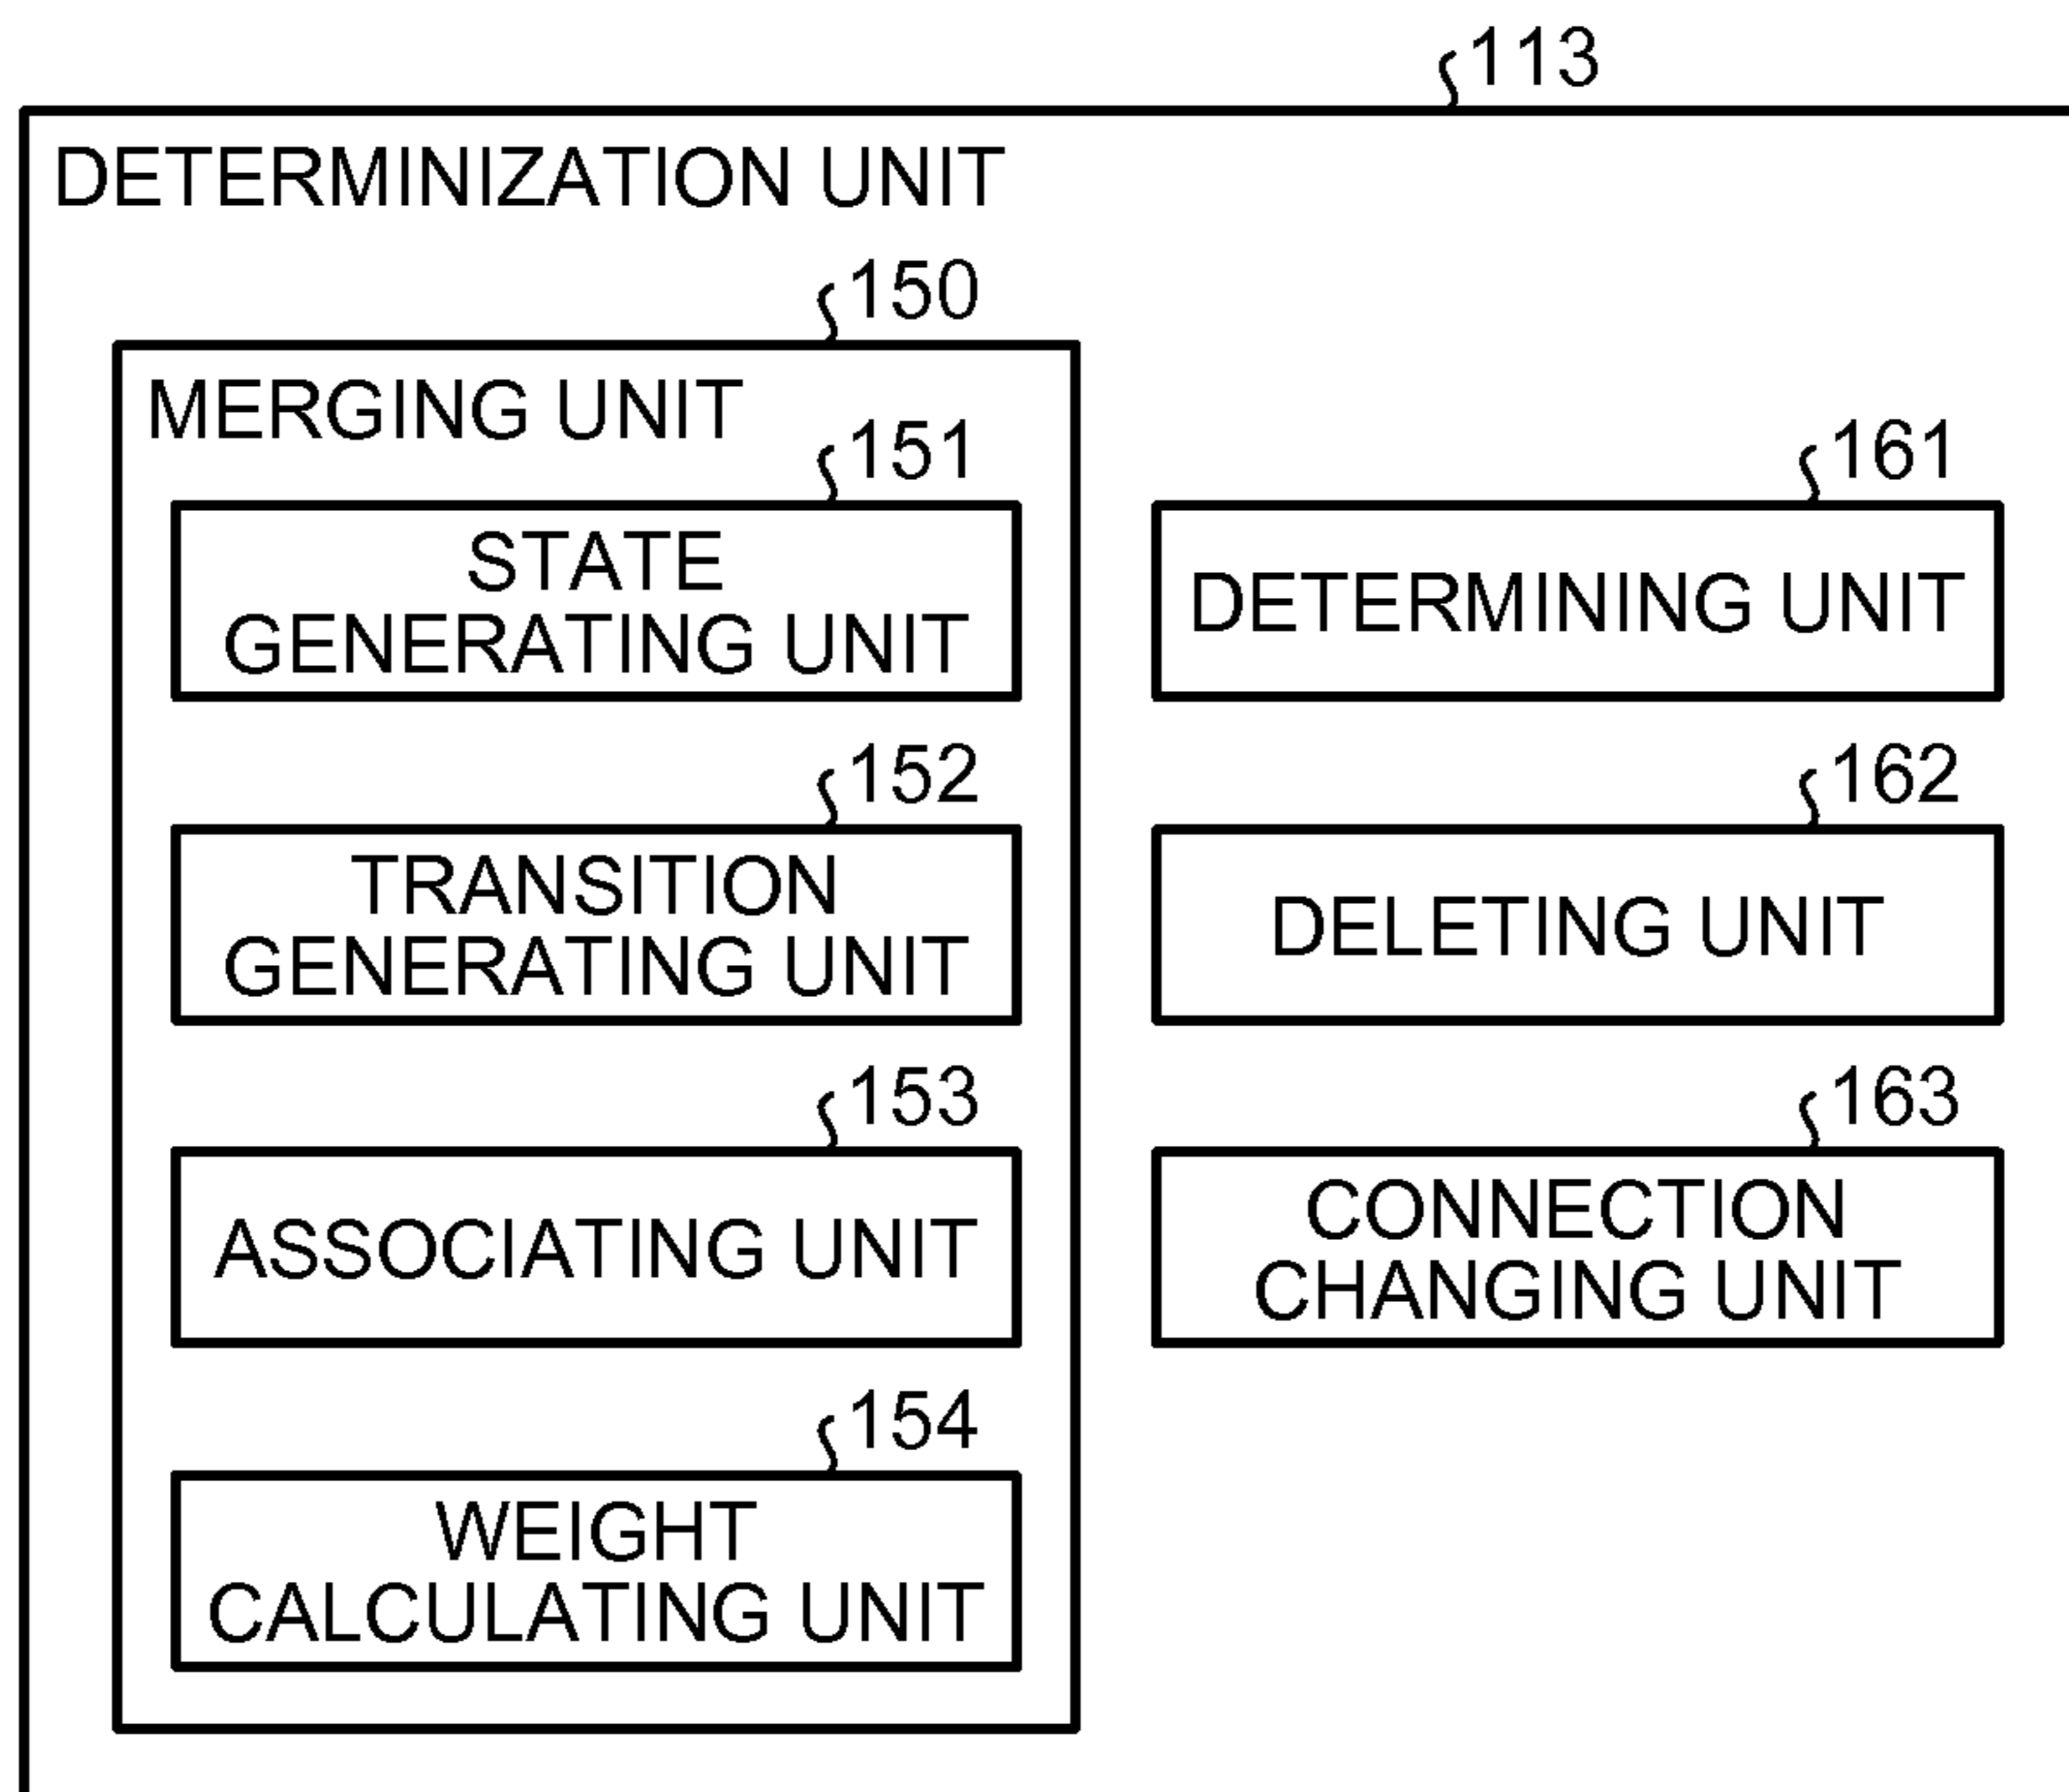 113
DETERMINIZATION UNIT
150
MERGING UNIT
151
STATE
GENERATING UNIT
152
TRANSITION
GENERATING UNIT
153
ASSOCIATING UNIT
154
WEIGHT
CALCULATING UNIT
161
DETERMINING UNIT
162
DELETING UNIT
163
CONNECTION
CHANGING UNIT